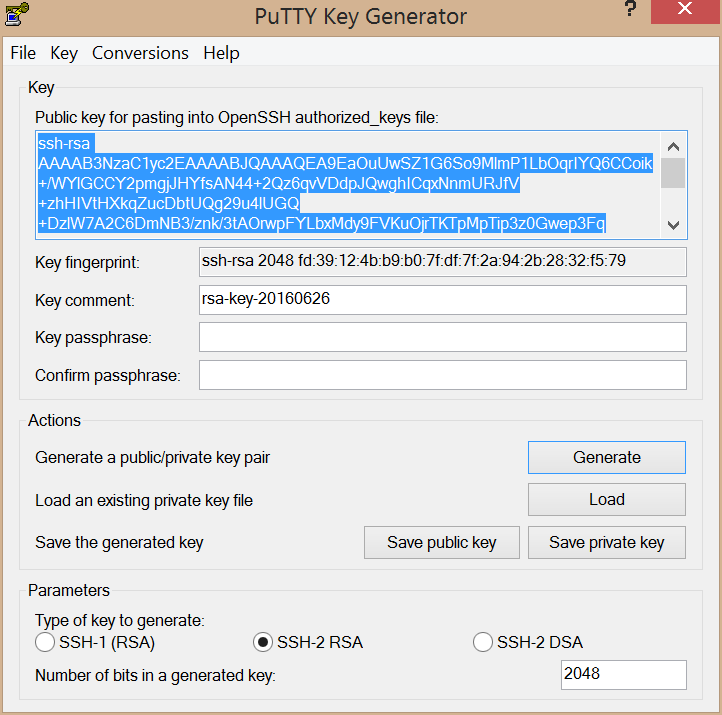 PuTTY Key Generator
File Key Conversions Help
Key
Public key for pasting into OpenSSH authorized_keys file:
ssh-rsa
AAAAB3NzaC1yc2EAAAABJQAAAQEA9EaOuUwSZ1G6So9MlmP1LbOqrIYQ6CCoik
+/WYlGCCY2pmgjJHYfsAN44+2Qz6qvVDdpJQwghICqxNnmURJfV
+zhHIVtHXkqZucDbtUQg29u4lUGQ
+DzlW7A2C6DmNB3/znk/3tAOrwpFYLbxMdy9FVKuOjrTKTpMpTip3z0Gwep3Fq
Key fingerprint:
ssh-rsa 2048 fd:39:12:4b:b9:b0:7f:df:7f:2a:94:2b:28:32:f5:79
Key comment:
rsa-key-20160626
Key passphrase:
Confirm passphrase:
Actions
Generate a public/private key pair
Generate
Load an existing private key file
Load
Save the generated key
Save public key
Save private key
Parameters
Type of key to generate:
SSH-1 (RSA)
SSH-2 RSA
SSH-2 DSA
Number of bits in a generated key:
2048